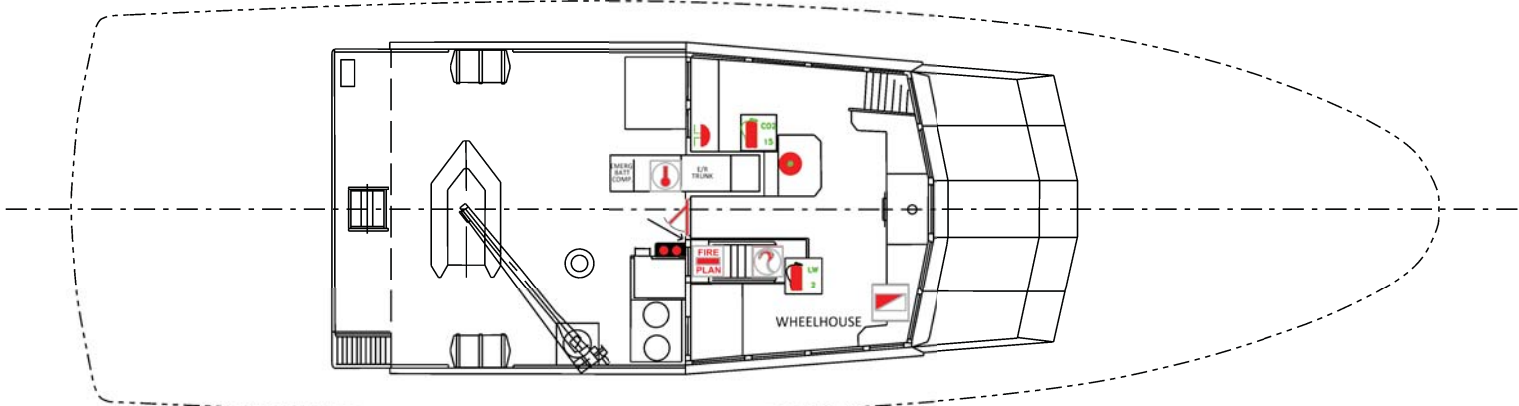 CO2
15
EMERG
BATT
COMP.
E/R
TRUNK
FIRE
PLAN
LW
2
WHEELHOUSE